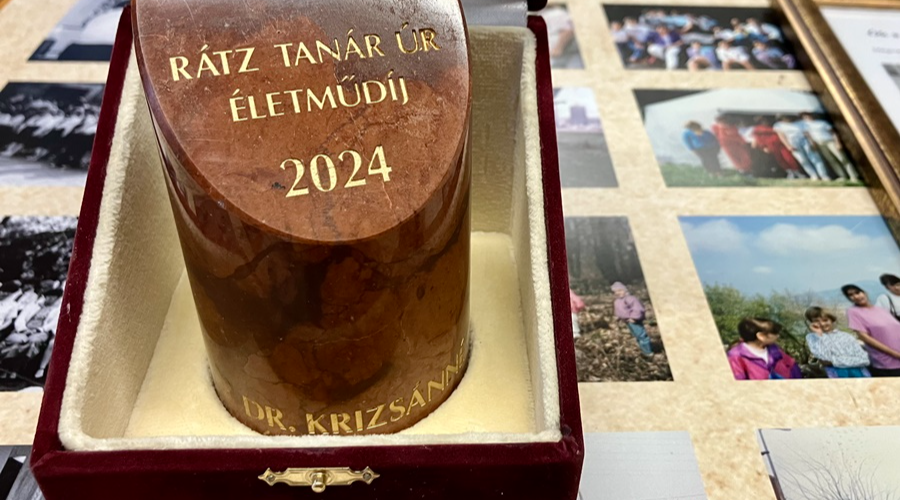 RÁTZ TANÁR ÚR
ÉLETMŰDÍJ
2024
DR. KRIZSÁNNÉ